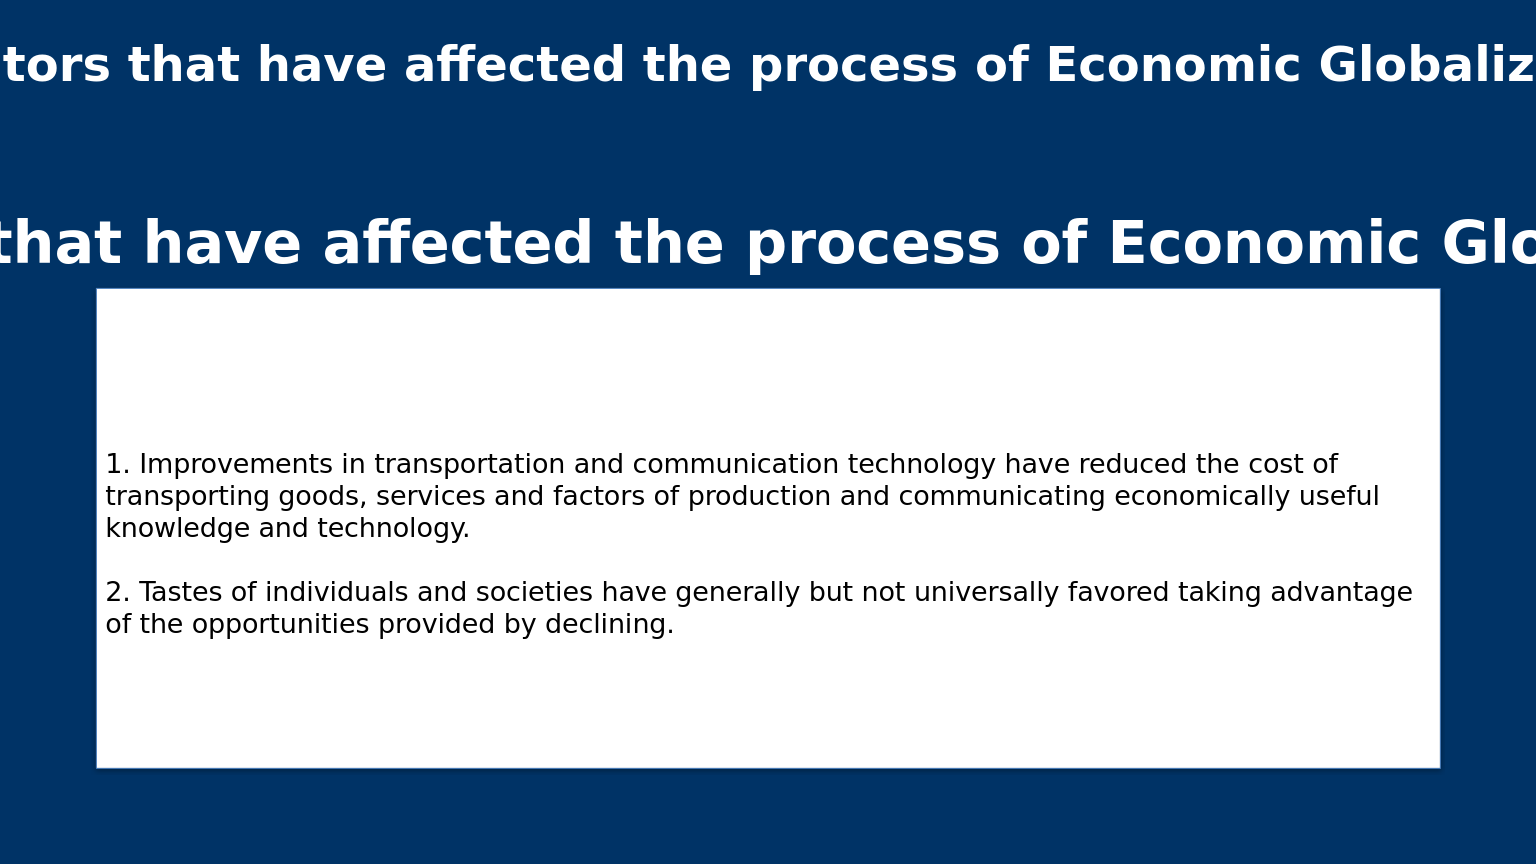 tors that have affected the process of Economic Globaliz
that have affected the process of Economic Glo
1. Improvements in transportation and communication technology have reduced the cost of
transporting goods, services and factors of production and communicating economically useful
knowledge and technology.
2. Tastes of individuals and societies have generally but not universally favored taking advantage
of the opportunities provided by declining.